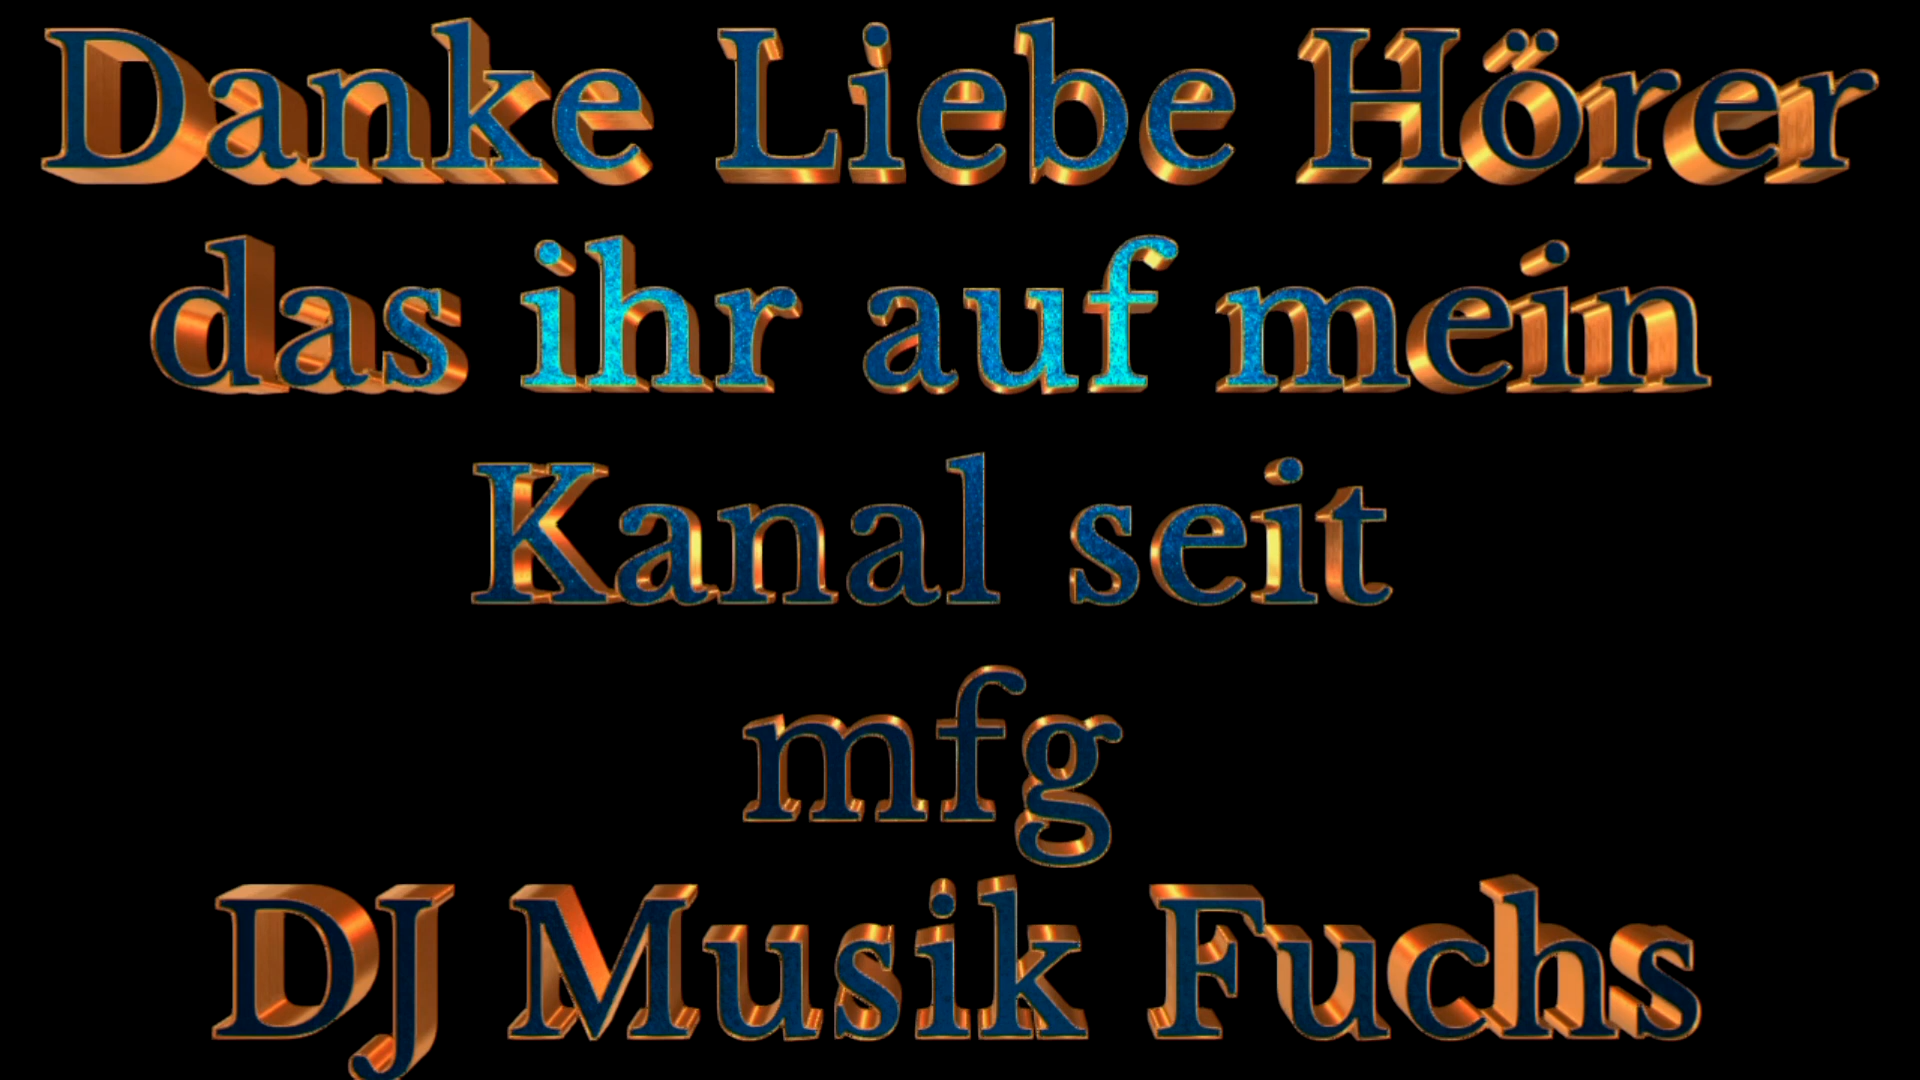 Danke Liebe Hörer
das ihr auf mein
Kanal seit
mfg
DJ Musik Fuchs